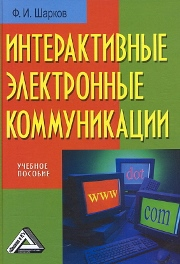 Ф. И. Шарков
ИНТЕРАКТИВНЫЕ
ЭЛЕКТРОННЫЕ
КОММУНИКАЦИИ
УЧЕБНОЕ
ПОСОБИЕ
dot
www
com